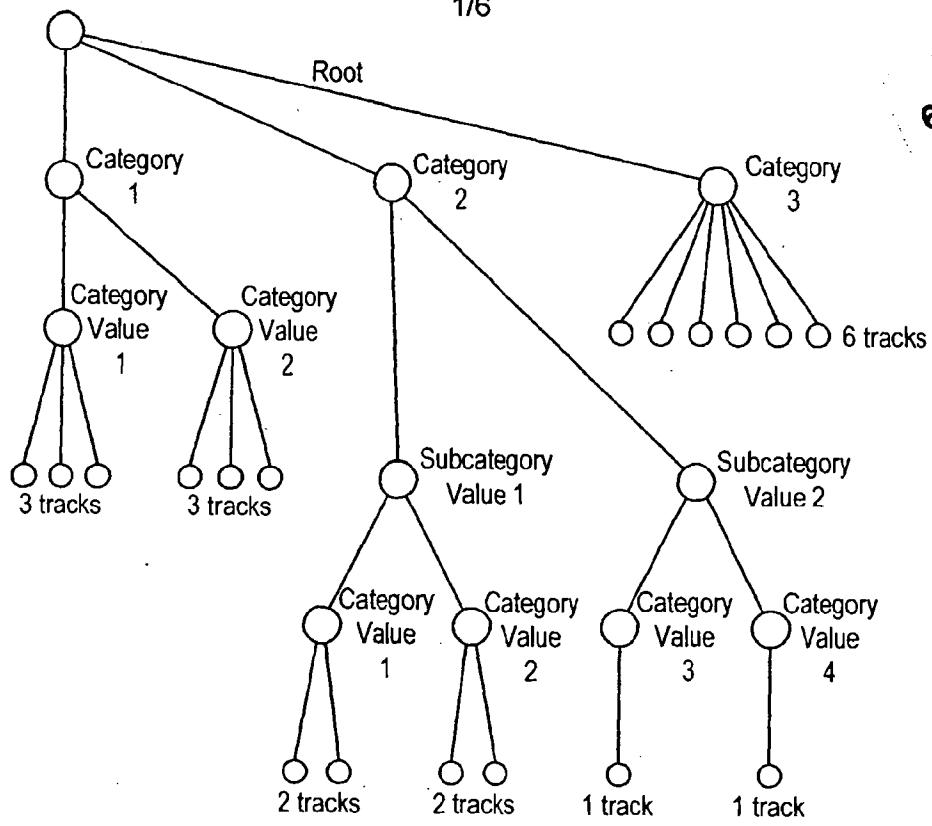 1/6
Root
Category
1
Category
2
Category
3
Category
Value
1
Category
Value
2
6 tracks
3 tracks
3 tracks
Subcategory
Value 1
Subcategory
Value 2
Category
Value
1
Category
Value
2
Category
Value
3
Category
Value
4
2 tracks
2 tracks
1 track
1 track